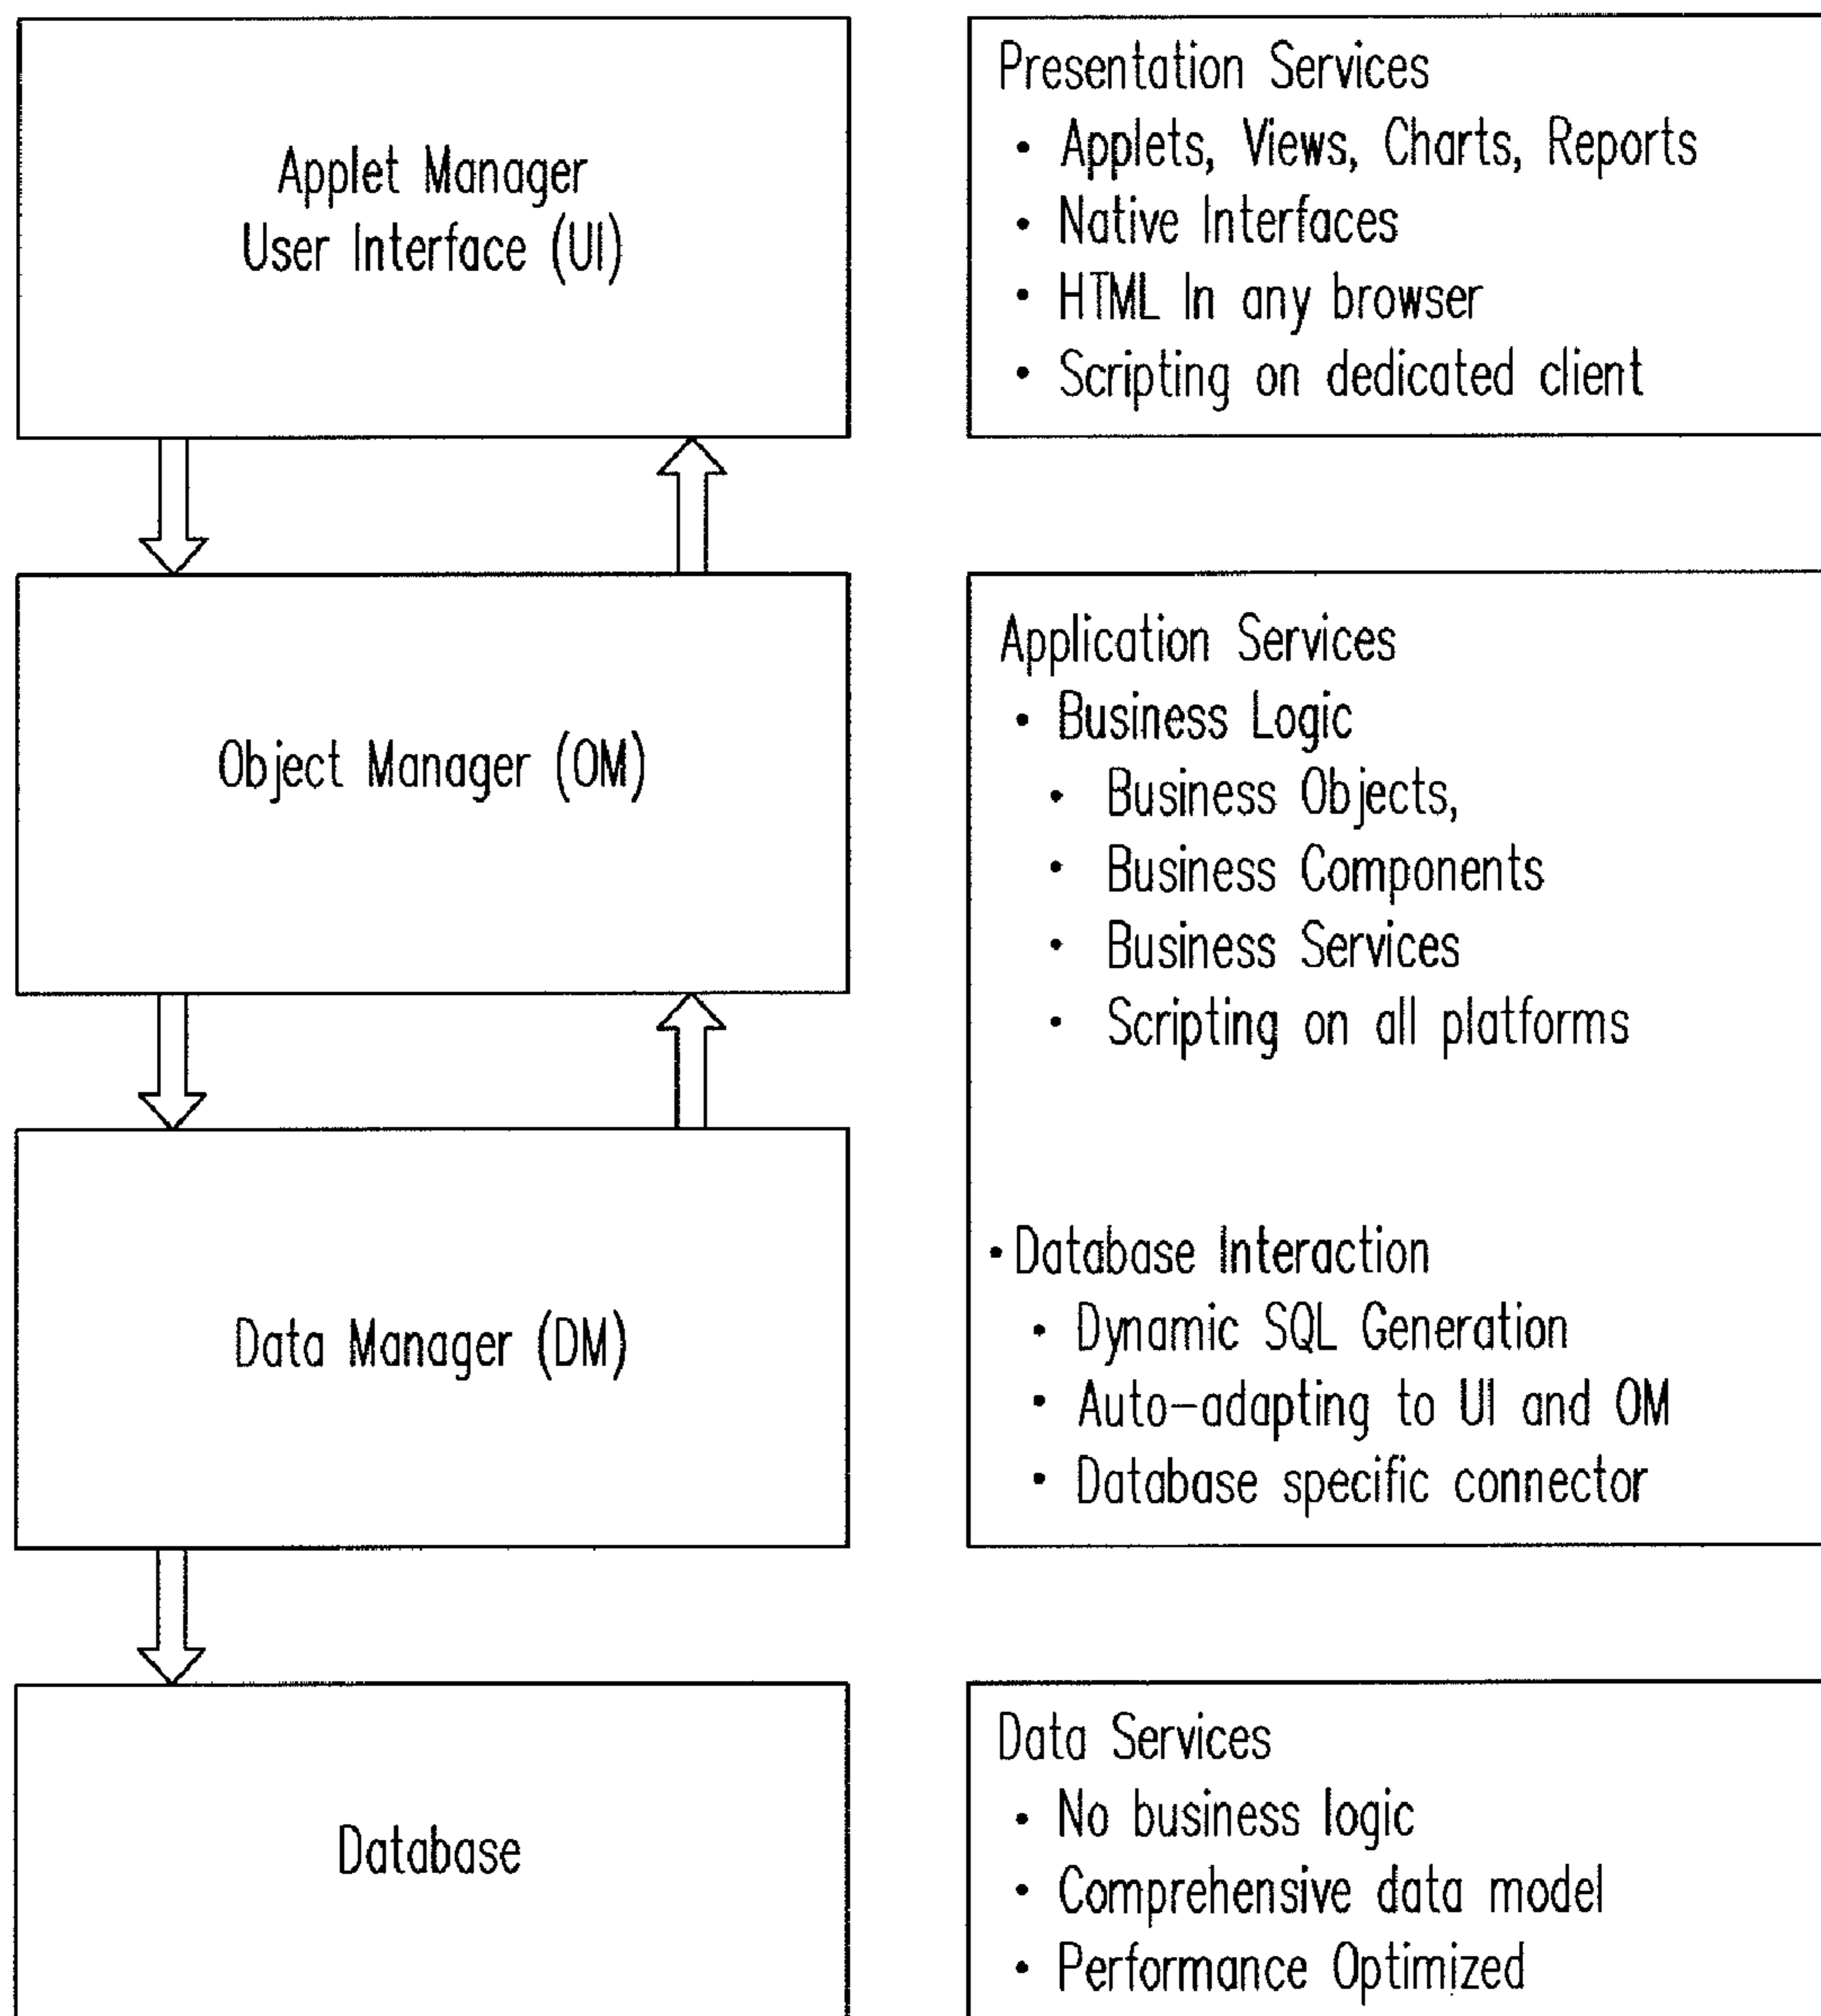 Applet Manager
User Interface (UI)
Presentation Services
• Applets, Views, Charts, Reports
• Native Interfaces
• HTML In any browser
• Scripting on dedicated client
Object Manager (OM)
Application Services
• Business Logic
• Business Objects,
• Business Components
• Business Services
• Scripting on all platforms
Data Manager (DM)
• Database Interaction
• Dynamic SQL Generation
• Auto-adapting to UI and OM
• Database specific connector
Database
Data Services
• No business logic
• Comprehensive data model
• Performance Optimized